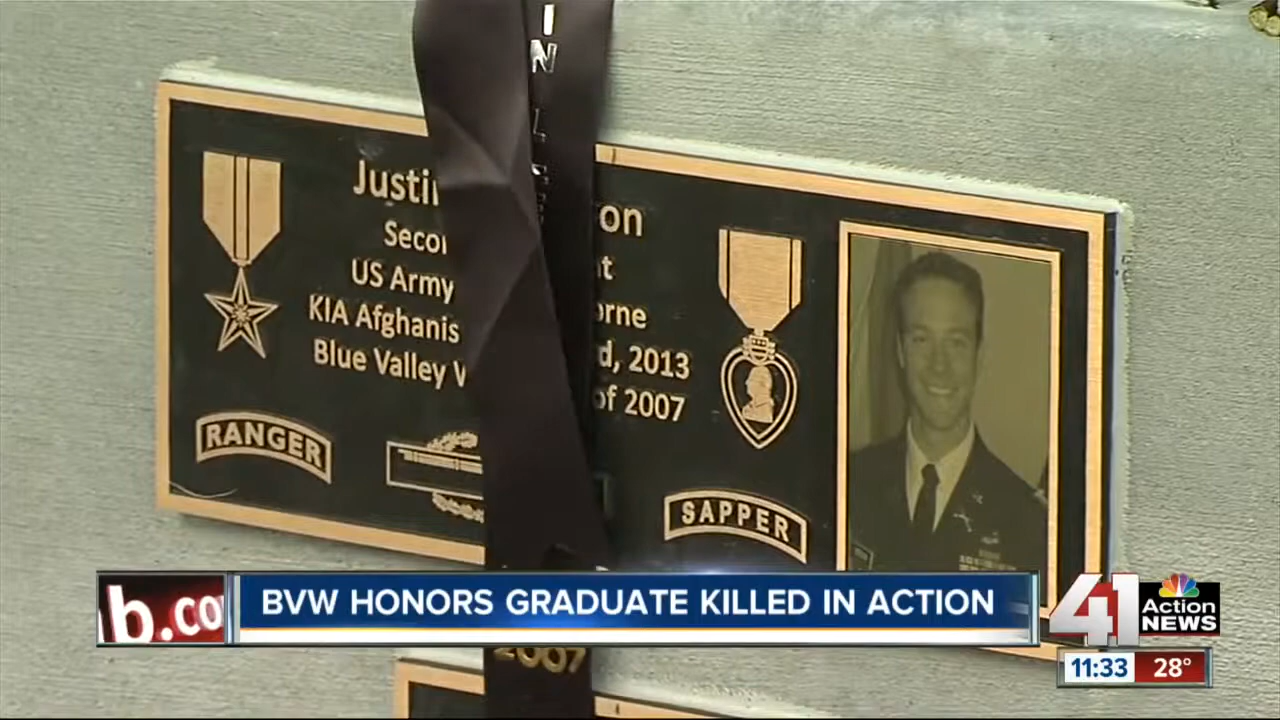 IN
Justi on
Seco t
US Army orne
KIA Afghanis d, 2013
Blue Valley of 2007
RANGER
SAPPER
b.co
BVW HONORS GRADUATE KILLED IN ACTION
41 Action NEWS
2007
11:33 28°